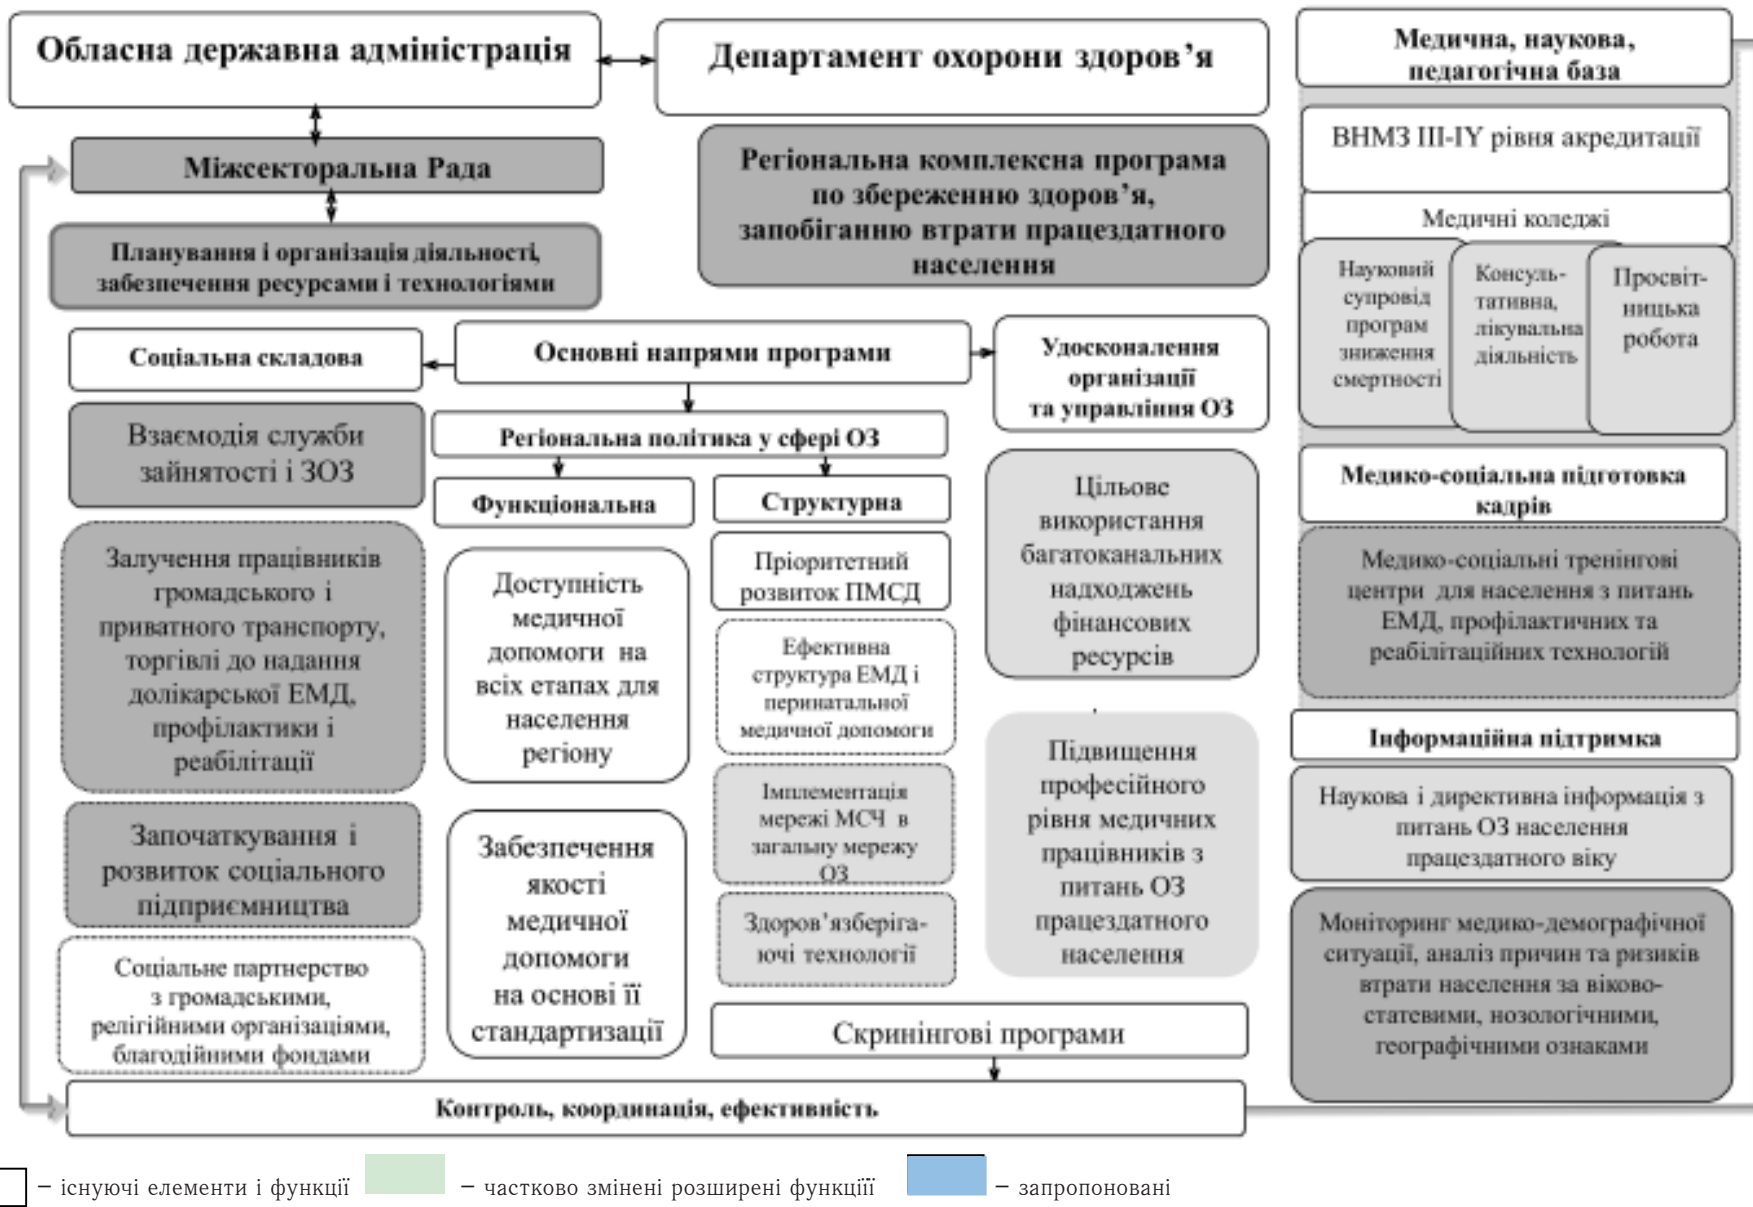 Обласна державна адміністрація
Департамент охорони здоров’я
Міжсекторальна Рада
Планування і організація діяльності,
забезпечення ресурсами і технологіями
Регіональна комплексна програма
по збереженню здоров’я,
запобіганню втрати працездатного
населення
Соціальна складова
Основні напрями програми
Удосконалення
організації
та управління ОЗ
Взаємодія служби
зайнятості і ЗОЗ
Залучення працівників
громадського і
приватного транспорту,
торгівлі до надання
долікарської ЕМД,
профілактики і
реабілітації
Започаткування і
розвиток соціального
підприємництва
Соціальне партнерство
з громадськими,
релігійними організаціями,
благодійними фондами
Регіональна політика у сфері ОЗ
Функціональна
Доступність
медичної
допомоги на
всіх етапах для
населення
регіону
Забезпечення
якості
медичної
допомоги
на основі її
стандартизації
Структурна
Пріоритетний
розвиток ПМСД
Ефективна
структура ЕМД і
перинатальної
медичної допомоги
Імплементація
мережі МСЧ в
загальну мережу
ОЗ
Здоров’язберіга-
ючі технології
Цільове
використання
багатоканальних
надходжень
фінансових
ресурсів
Підвищення
професійного
рівня медичних
працівників з
питань ОЗ
працездатного
населення
Скринінгові програми
Контроль, координація, ефективність
Медична, наукова,
педагогічна база
ВНМЗ III-IY рівня акредитації
Медичні коледжі
Науковий
супровід
програм
зниження
смертності
Консуль-
тативна,
лікувальна
діяльність
Просвіт-
ницька
робота
Медико-соціальна підготовка
кадрів
Медико-соціальні тренінгові
центри для населення з питань
ЕМД, профілактичних та
реабілітаційних технологій
Інформаційна підтримка
Наукова і директивна інформація з
питань ОЗ населення
працездатного віку
Моніторинг медико-демографічної
ситуації, аналіз причин та ризиків
втрати населення за віково-
статевими, нозологічними,
географічними ознаками
– існуючі елементи і функції
– частково змінені розширені функціїї
– запропоновані